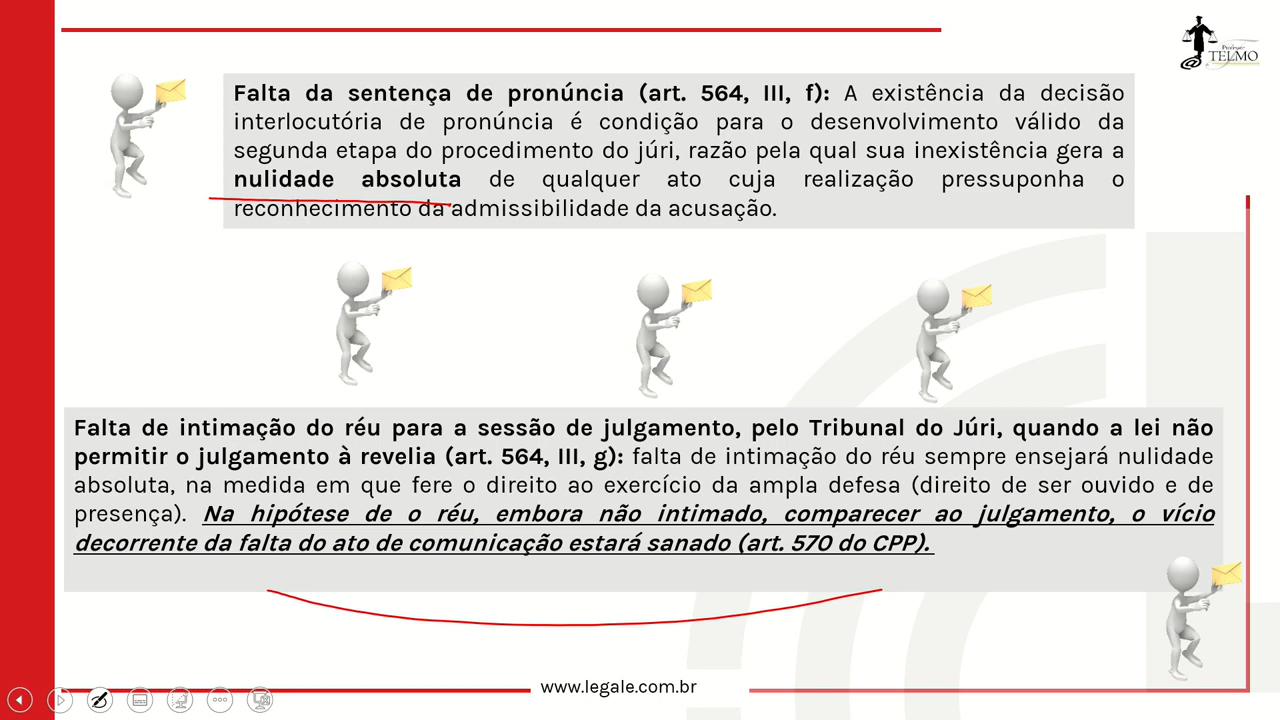 Professor
TELMO
Falta da sentença de pronúncia (art. 564, III, f): A existência da decisão
interlocutória de pronúncia é condição para o desenvolvimento válido da
segunda etapa do procedimento do júri, razão pela qual sua inexistência gera a
nulidade absoluta de qualquer ato cuja realização pressuponha o
reconhecimento da admissibilidade da acusação.
Falta de intimação do réu para a sessão de julgamento, pelo Tribunal do Júri, quando a lei não
permitir o julgamento à revelia (art. 564, III, g): falta de intimação do réu sempre ensejará nulidade
absoluta, na medida em que fere o direito ao exercício da ampla defesa (direito de ser ouvido e de
presença). Na hipótese de o réu, embora não intimado, comparecer ao julgamento, o vício
decorrente da falta do ato de comunicação estará sanado (art. 570 do CPP).
www.legale.com.br